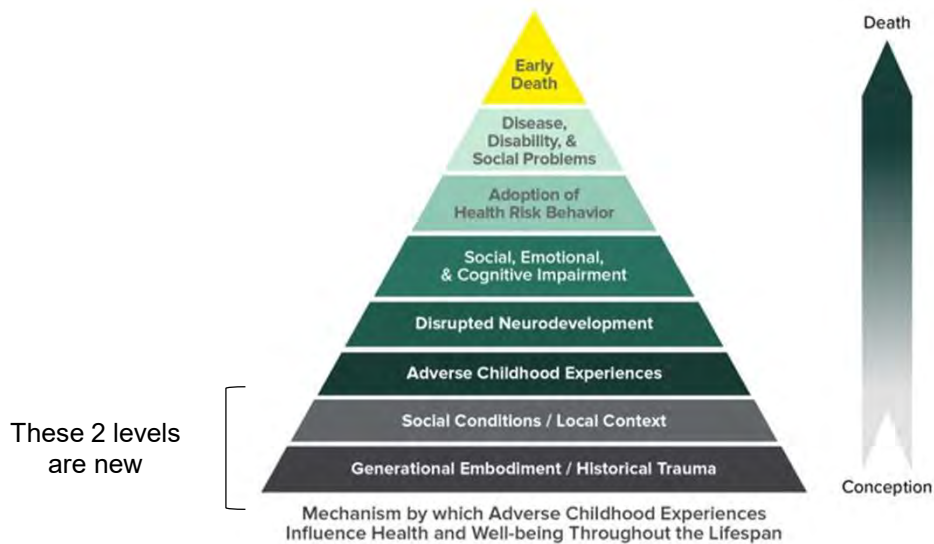 Death
Early
Death
Disease,
Disability, &
Social Problems
Adoption of
Health Risk Behavior
Social, Emotional,
& Cognitive Impairment
Disrupted Neurodevelopment
Adverse Childhood Experiences
Social Conditions / Local Context
These 2 levels
are new
Generational Embodiment / Historical Trauma
Conception
Mechanism by which Adverse Childhood Experiences
Influence Health and Well-being Throughout the Lifespan